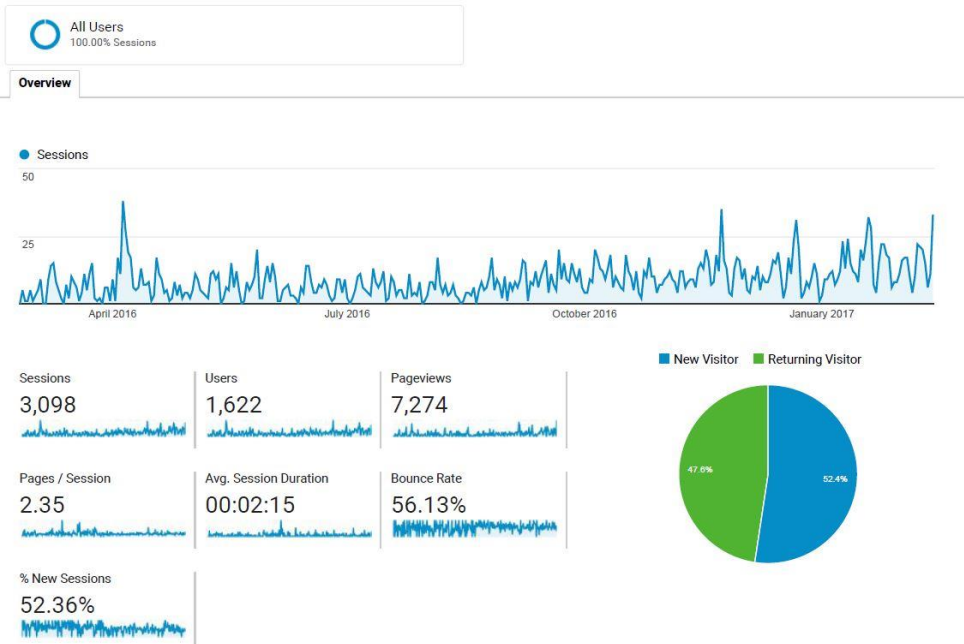 All Users
100.00% Sessions
Overview
Sessions
50
25
April 2016
July 2016
October 2016
January 2017
New Visitor
Returning Visitor
Sessions
3,098
Users
1,622
Pageviews
7,274
Pages / Session
2.35
Avg. Session Duration
00:02:15
Bounce Rate
56.13%
% New Sessions
52.36%
47.6%
52.4%